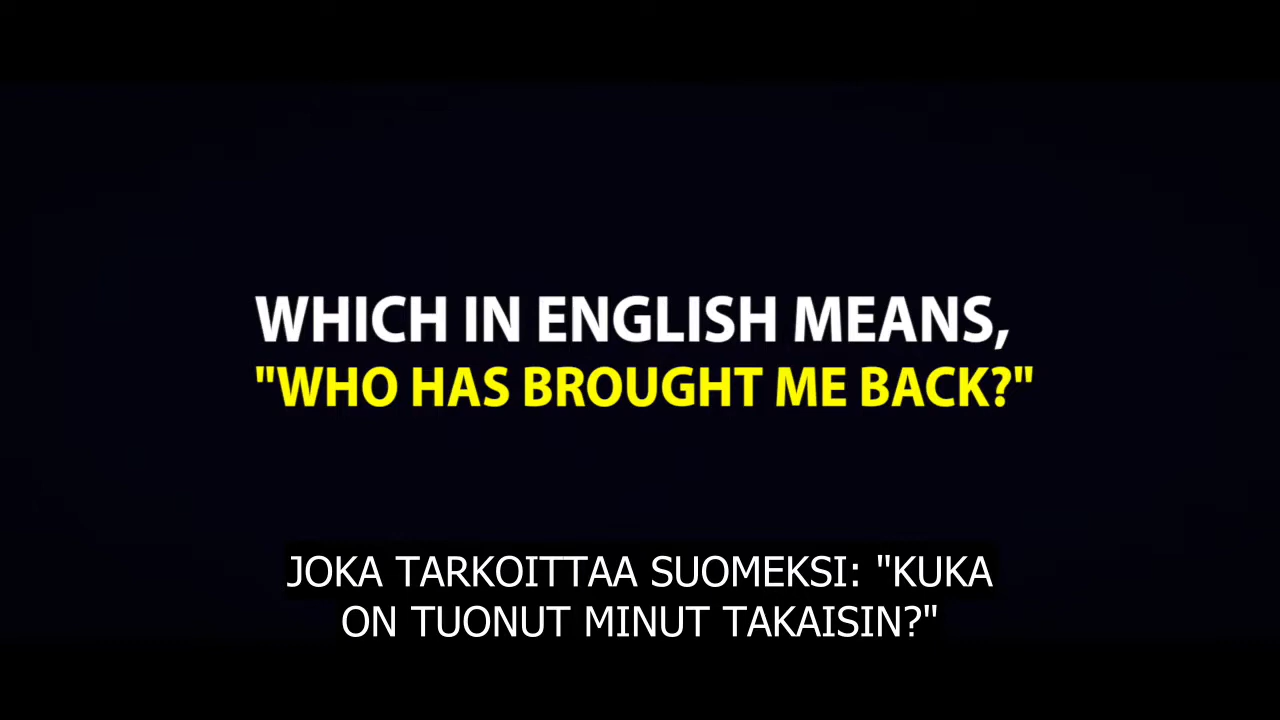 WHICH IN ENGLISH MEANS,
"WHO HAS BROUGHT ME BACK?"
JOKA TARKOITTAA SUOMEKSI: "KUKA
ON TUONUT MINUT TAKAISIN?"